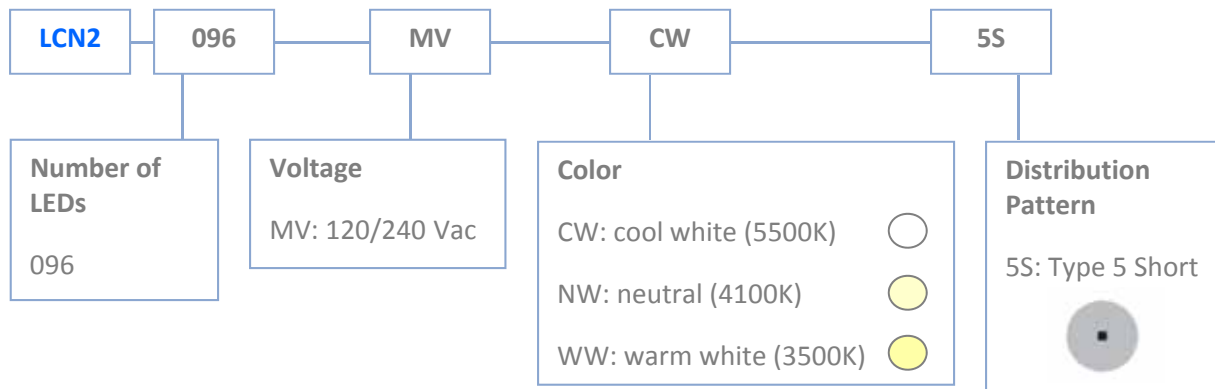 LCN2 096 MV CW 5S
Number of
LEDs
096
Voltage
MV: 120/240 Vac
Color
CW: cool white (5500K)
NW: neutral (4100K)
WW: warm white (3500K)
Distribution
Pattern
5S: Type 5 Short